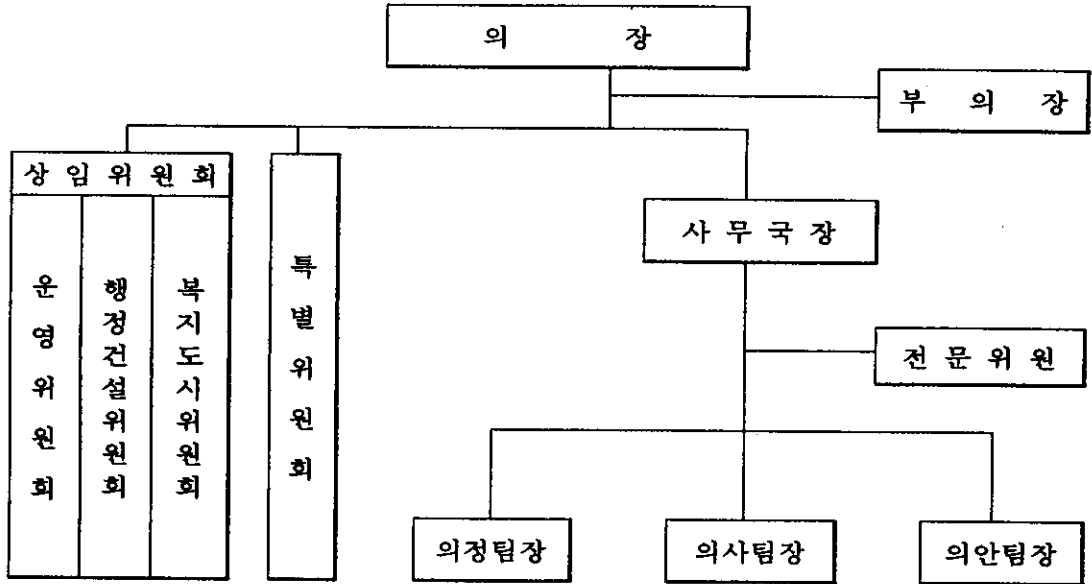 의 장
부 의 장
상 임 위 원 회
운영위원회
행정건설위원회
복지도시위원회
특별위원회
사 무 국 장
전 문 위 원
의정팀장
의사팀장
의안팀장